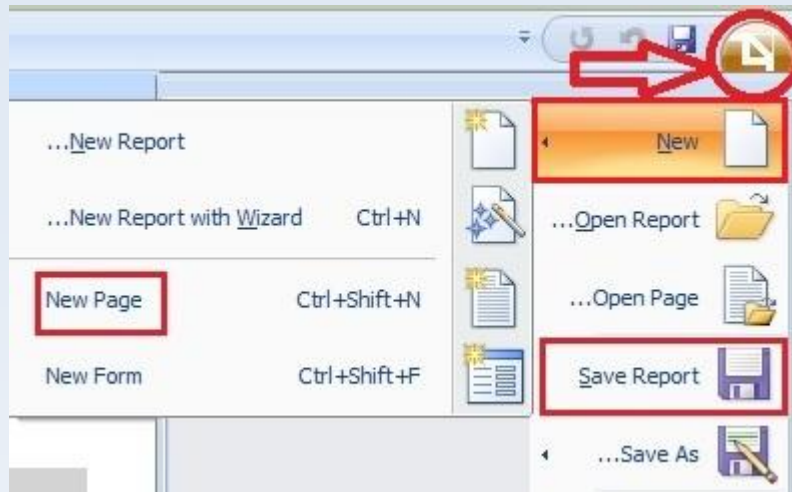 New
...Open Report
...Open Page
Save Report
...Save As
...New Report
...New Report with Wizard Ctrl+N
New Page Ctrl+Shift+N
New Form Ctrl+Shift+F